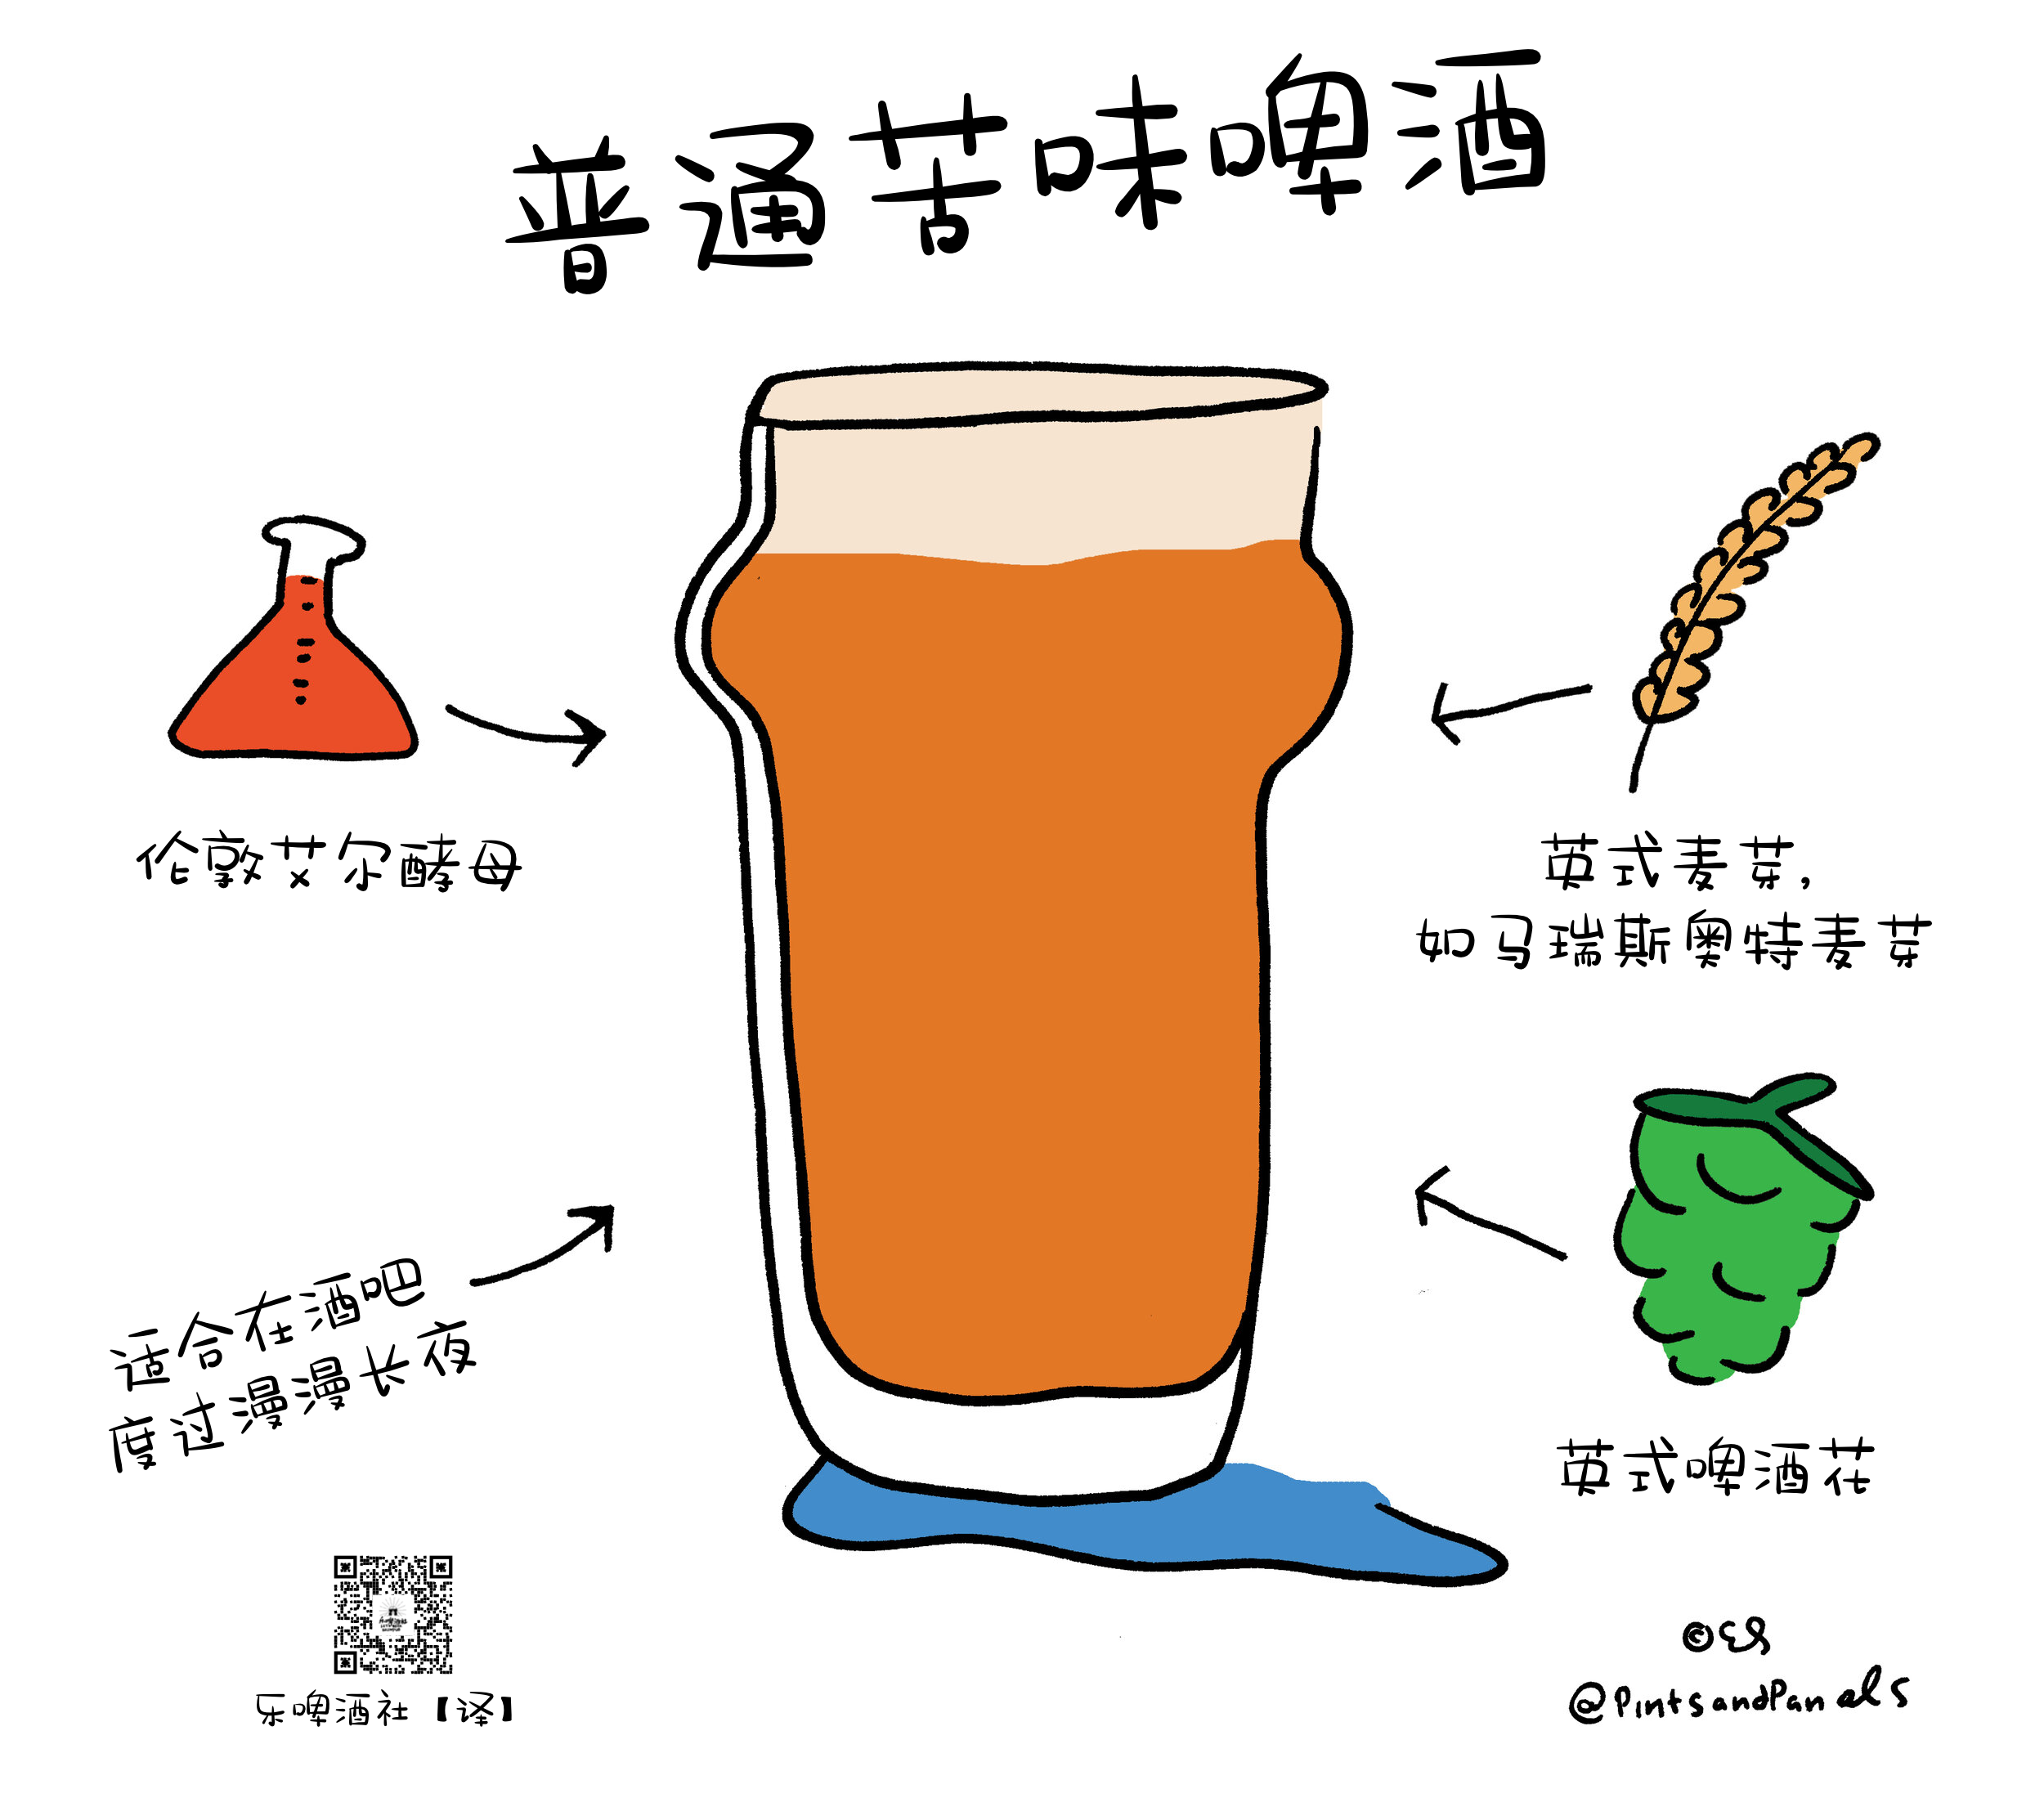 普通苦味啤酒
伦敦艾尔酵母
英式麦芽,
如马瑞斯奥特麦芽
适合在酒吧
度过漫漫长夜
英式啤酒花
乐啤酒社【译】
@PintsandPanels